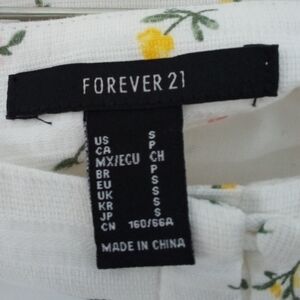 FOREVER 21
US S
CA P
MX/ECU CH
BR P
EU S
UK S
KR S
JP S
CN 160/66A
MADE IN CHINA